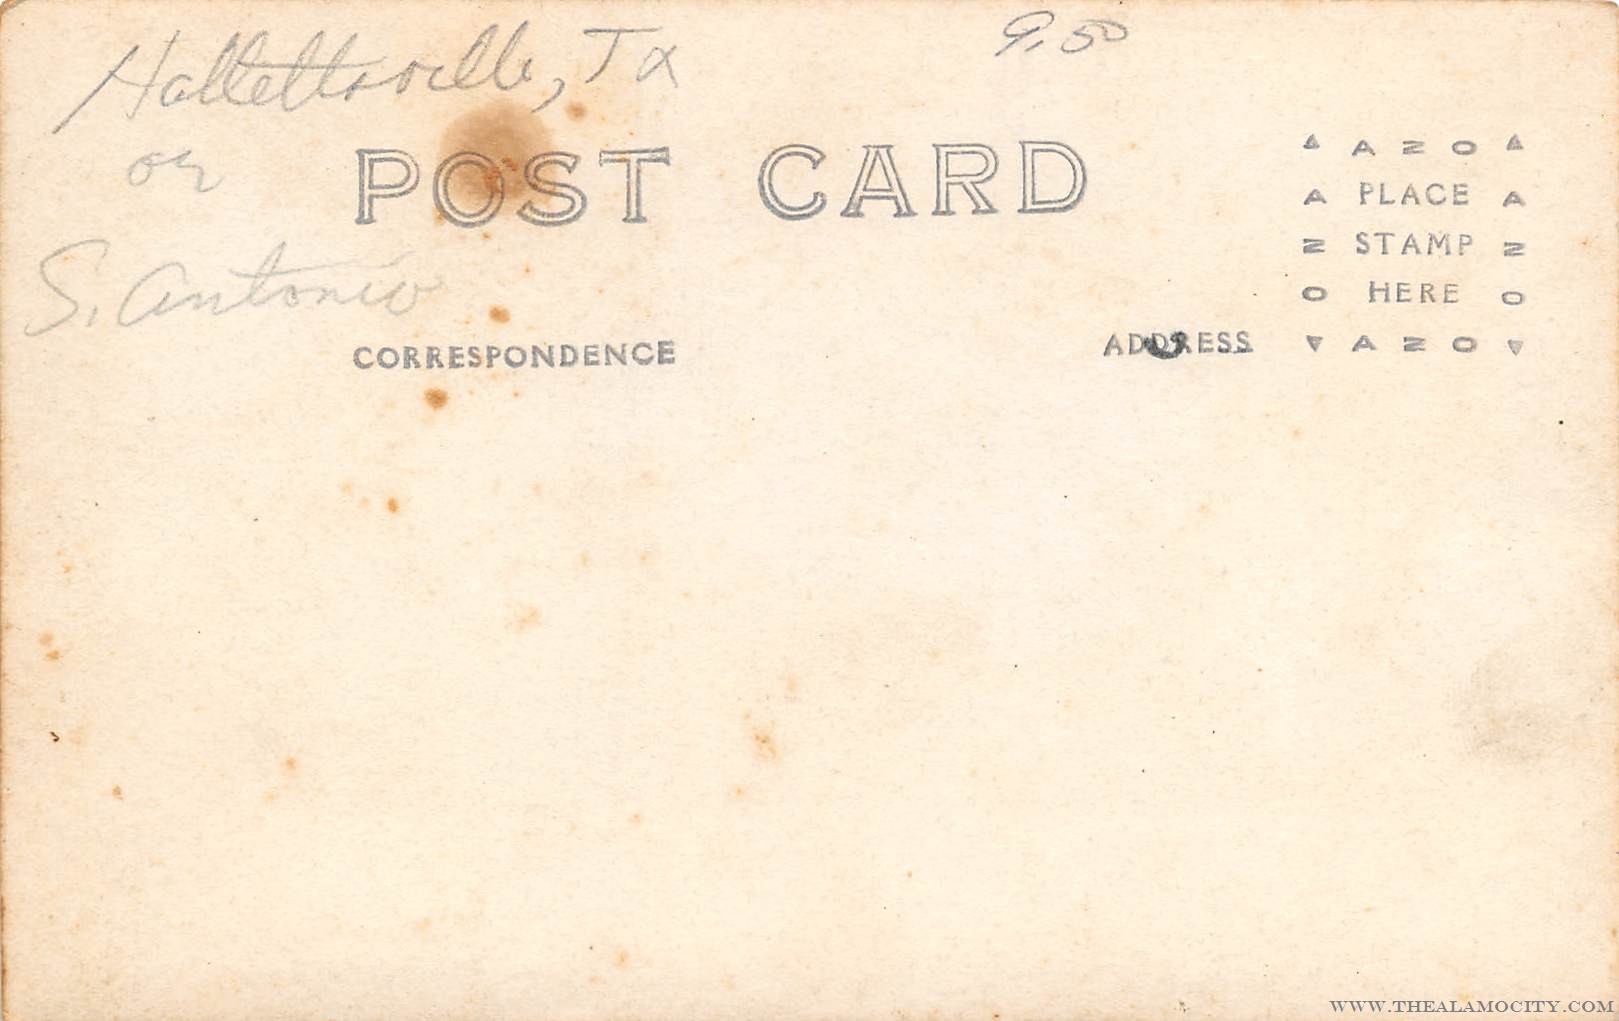 Hallettsville, Tx
9.50
or
S. Antonio
POST CARD
CORRESPONDENCE
ADDRESS
AZO
A PLACE A
N STAMP N
O HERE O
AZO
WWW.THEALAMOCITY.COM